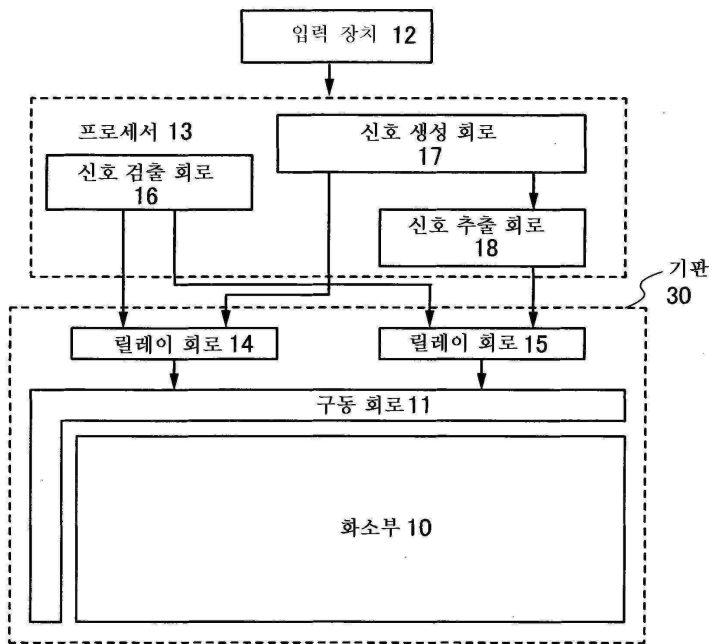 입력 장치 12
프로세서 13
신호 생성 회로
17
신호 검출 회로
16
신호 추출 회로
18
기판
30
릴레이 회로 14
릴레이 회로 15
구동 회로 11
화소부 10